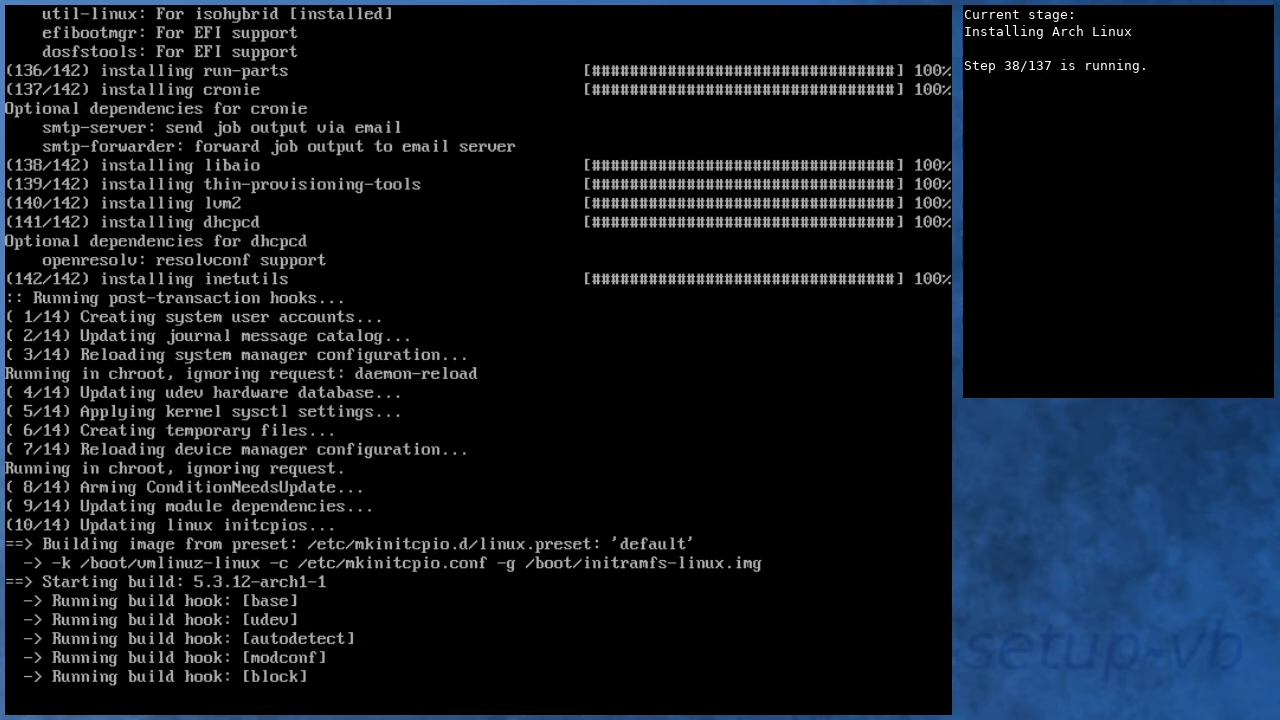 util-linux: For isohybrid [installed]
    efibootmgr: For EFI support
    dosfstools: For EFI support
(136/142) installing run-parts [################################] 100%
(137/142) installing cronie [################################] 100%
Optional dependencies for cronie
    smtp-server: send job output via email
    smtp-forwarder: forward job output to email server
(138/142) installing libaio [################################] 100%
(139/142) installing thin-provisioning-tools [################################] 100%
(140/142) installing lvm2 [################################] 100%
(141/142) installing dhcpcd [################################] 100%
Optional dependencies for dhcpcd
    openresolv: resolvconf support
(142/142) installing inetutils [################################] 100%
:: Running post-transaction hooks...
( 1/14) Creating system user accounts...
( 2/14) Updating journal message catalog...
( 3/14) Reloading system manager configuration...
Running in chroot, ignoring request: daemon-reload
( 4/14) Updating udev hardware database...
( 5/14) Applying kernel sysctl settings...
( 6/14) Creating temporary files...
( 7/14) Reloading device manager configuration...
Running in chroot, ignoring request.
( 8/14) Arming ConditionNeedsUpdate...
( 9/14) Updating module dependencies...
(10/14) Updating linux initcpios...
==> Building image from preset: /etc/mkinitcpio.d/linux.preset: 'default'
  -> -k /boot/vmlinuz-linux -c /etc/mkinitcpio.conf -g /boot/initramfs-linux.img
==> Starting build: 5.3.12-arch1-1
  -> Running build hook: [base]
  -> Running build hook: [udev]
  -> Running build hook: [autodetect]
  -> Running build hook: [modconf]
  -> Running build hook: [block]
Current stage:
Installing Arch Linux
Step 38/137 is running.
setup-vb